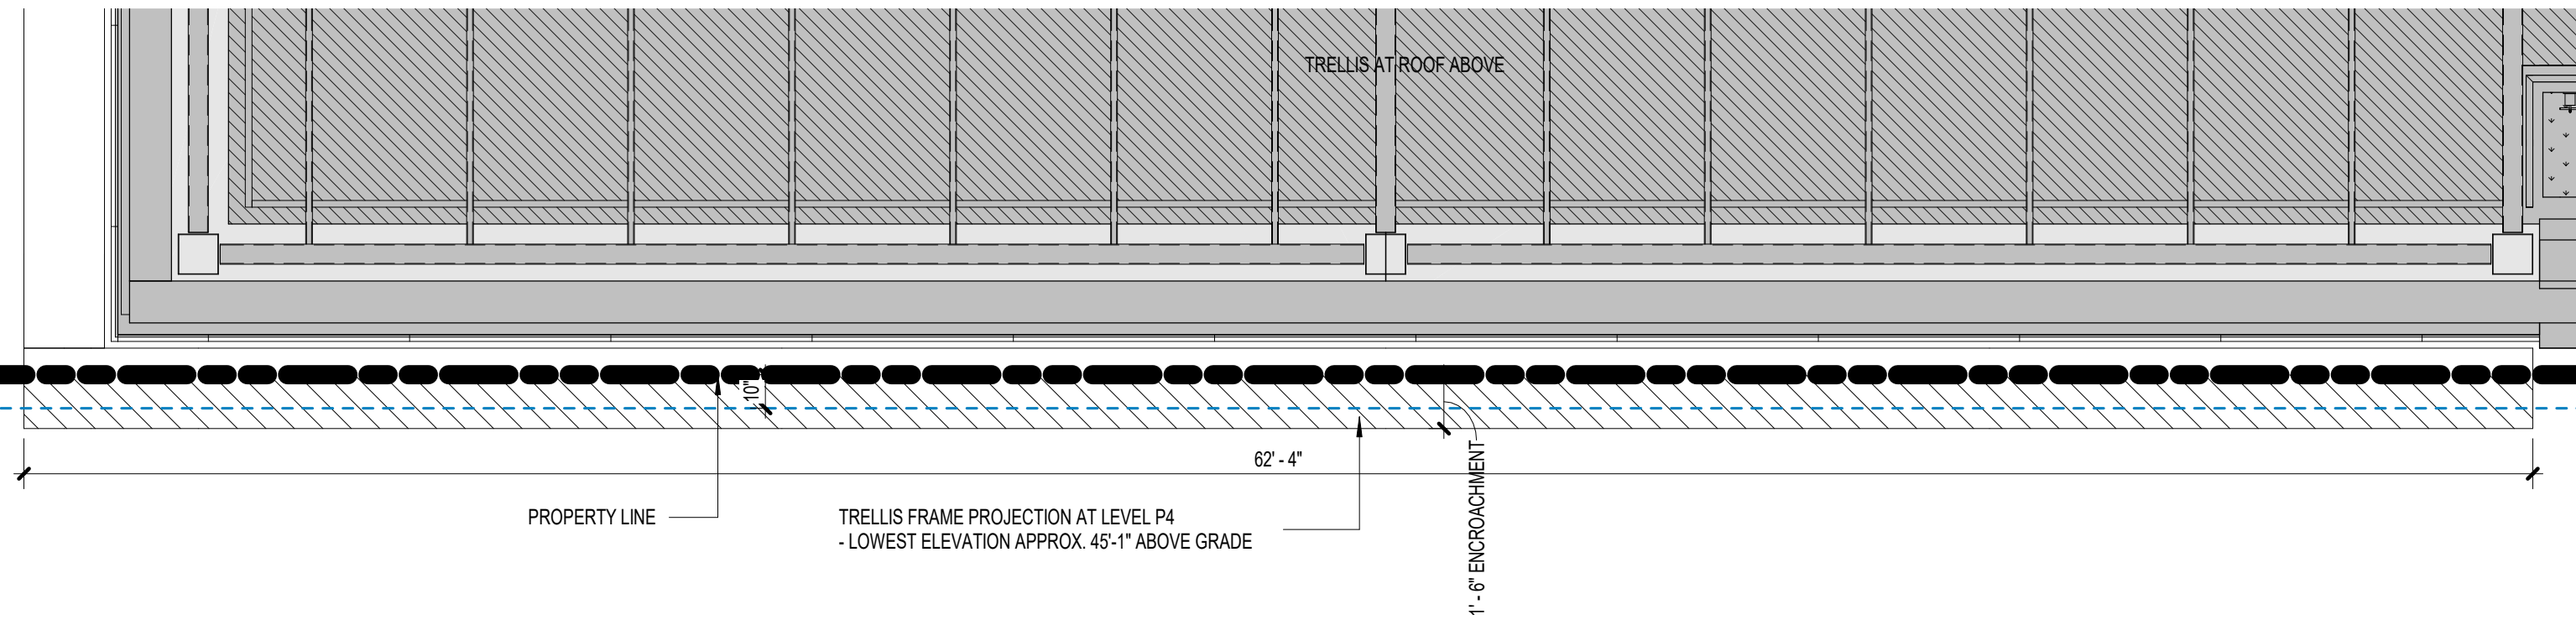 TRELLIS AT ROOF ABOVE
10"
62' - 4"
1' - 6" ENCROACHMENT
PROPERTY LINE
TRELLIS FRAME PROJECTION AT LEVEL P4
- LOWEST ELEVATION APPROX. 45'-1" ABOVE GRADE